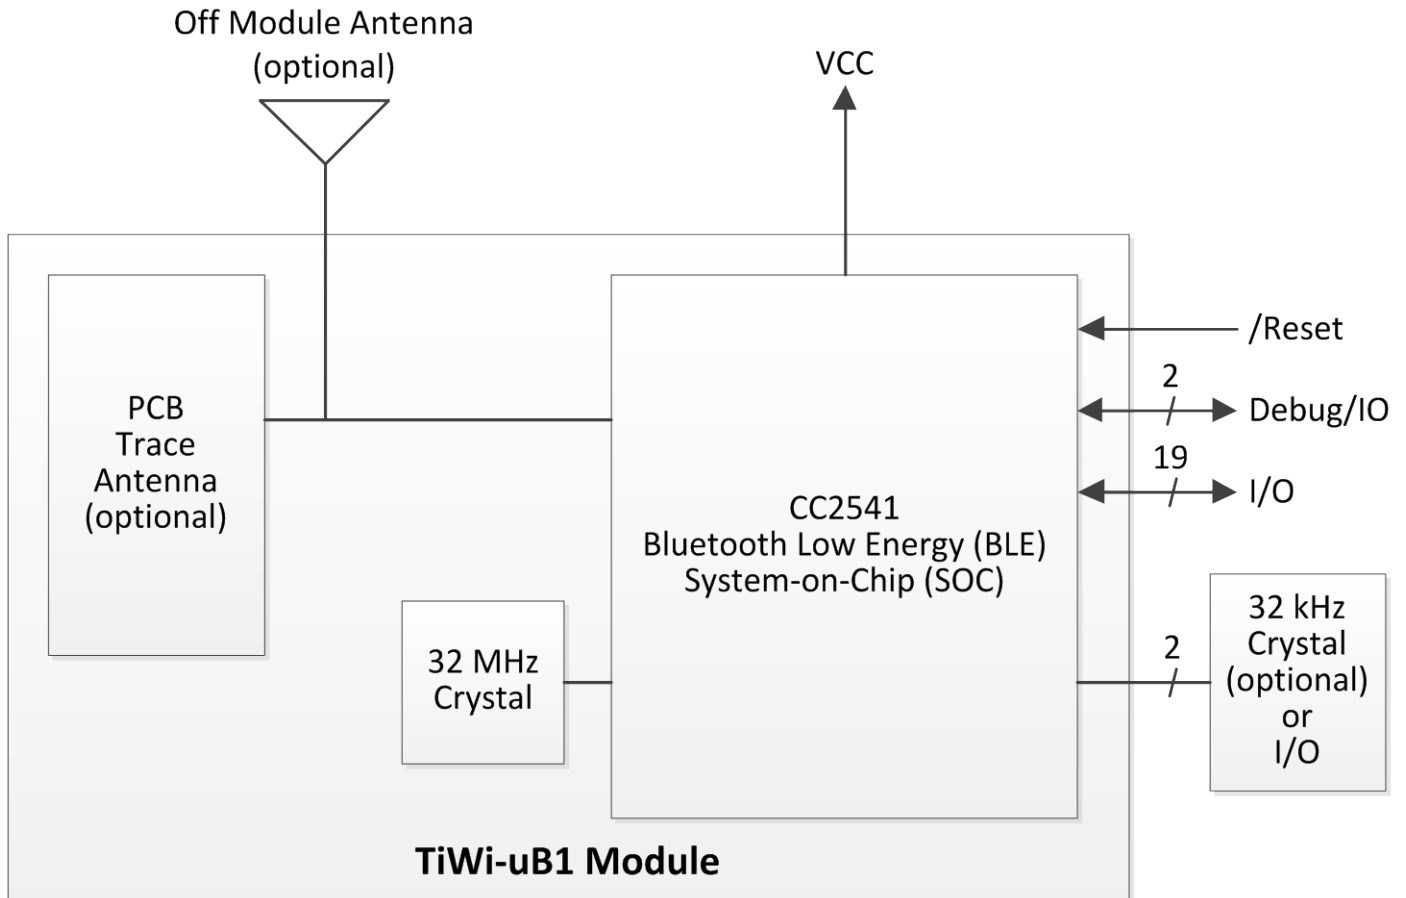 Off Module Antenna
(optional)
VCC
/Reset
2
Debug/IO
19
I/O
PCB
Trace
Antenna
(optional)
CC2541
Bluetooth Low Energy (BLE)
System-on-Chip (SOC)
32 MHz
Crystal
2
32 kHz
Crystal
(optional)
or
I/O
TiWi-uB1 Module